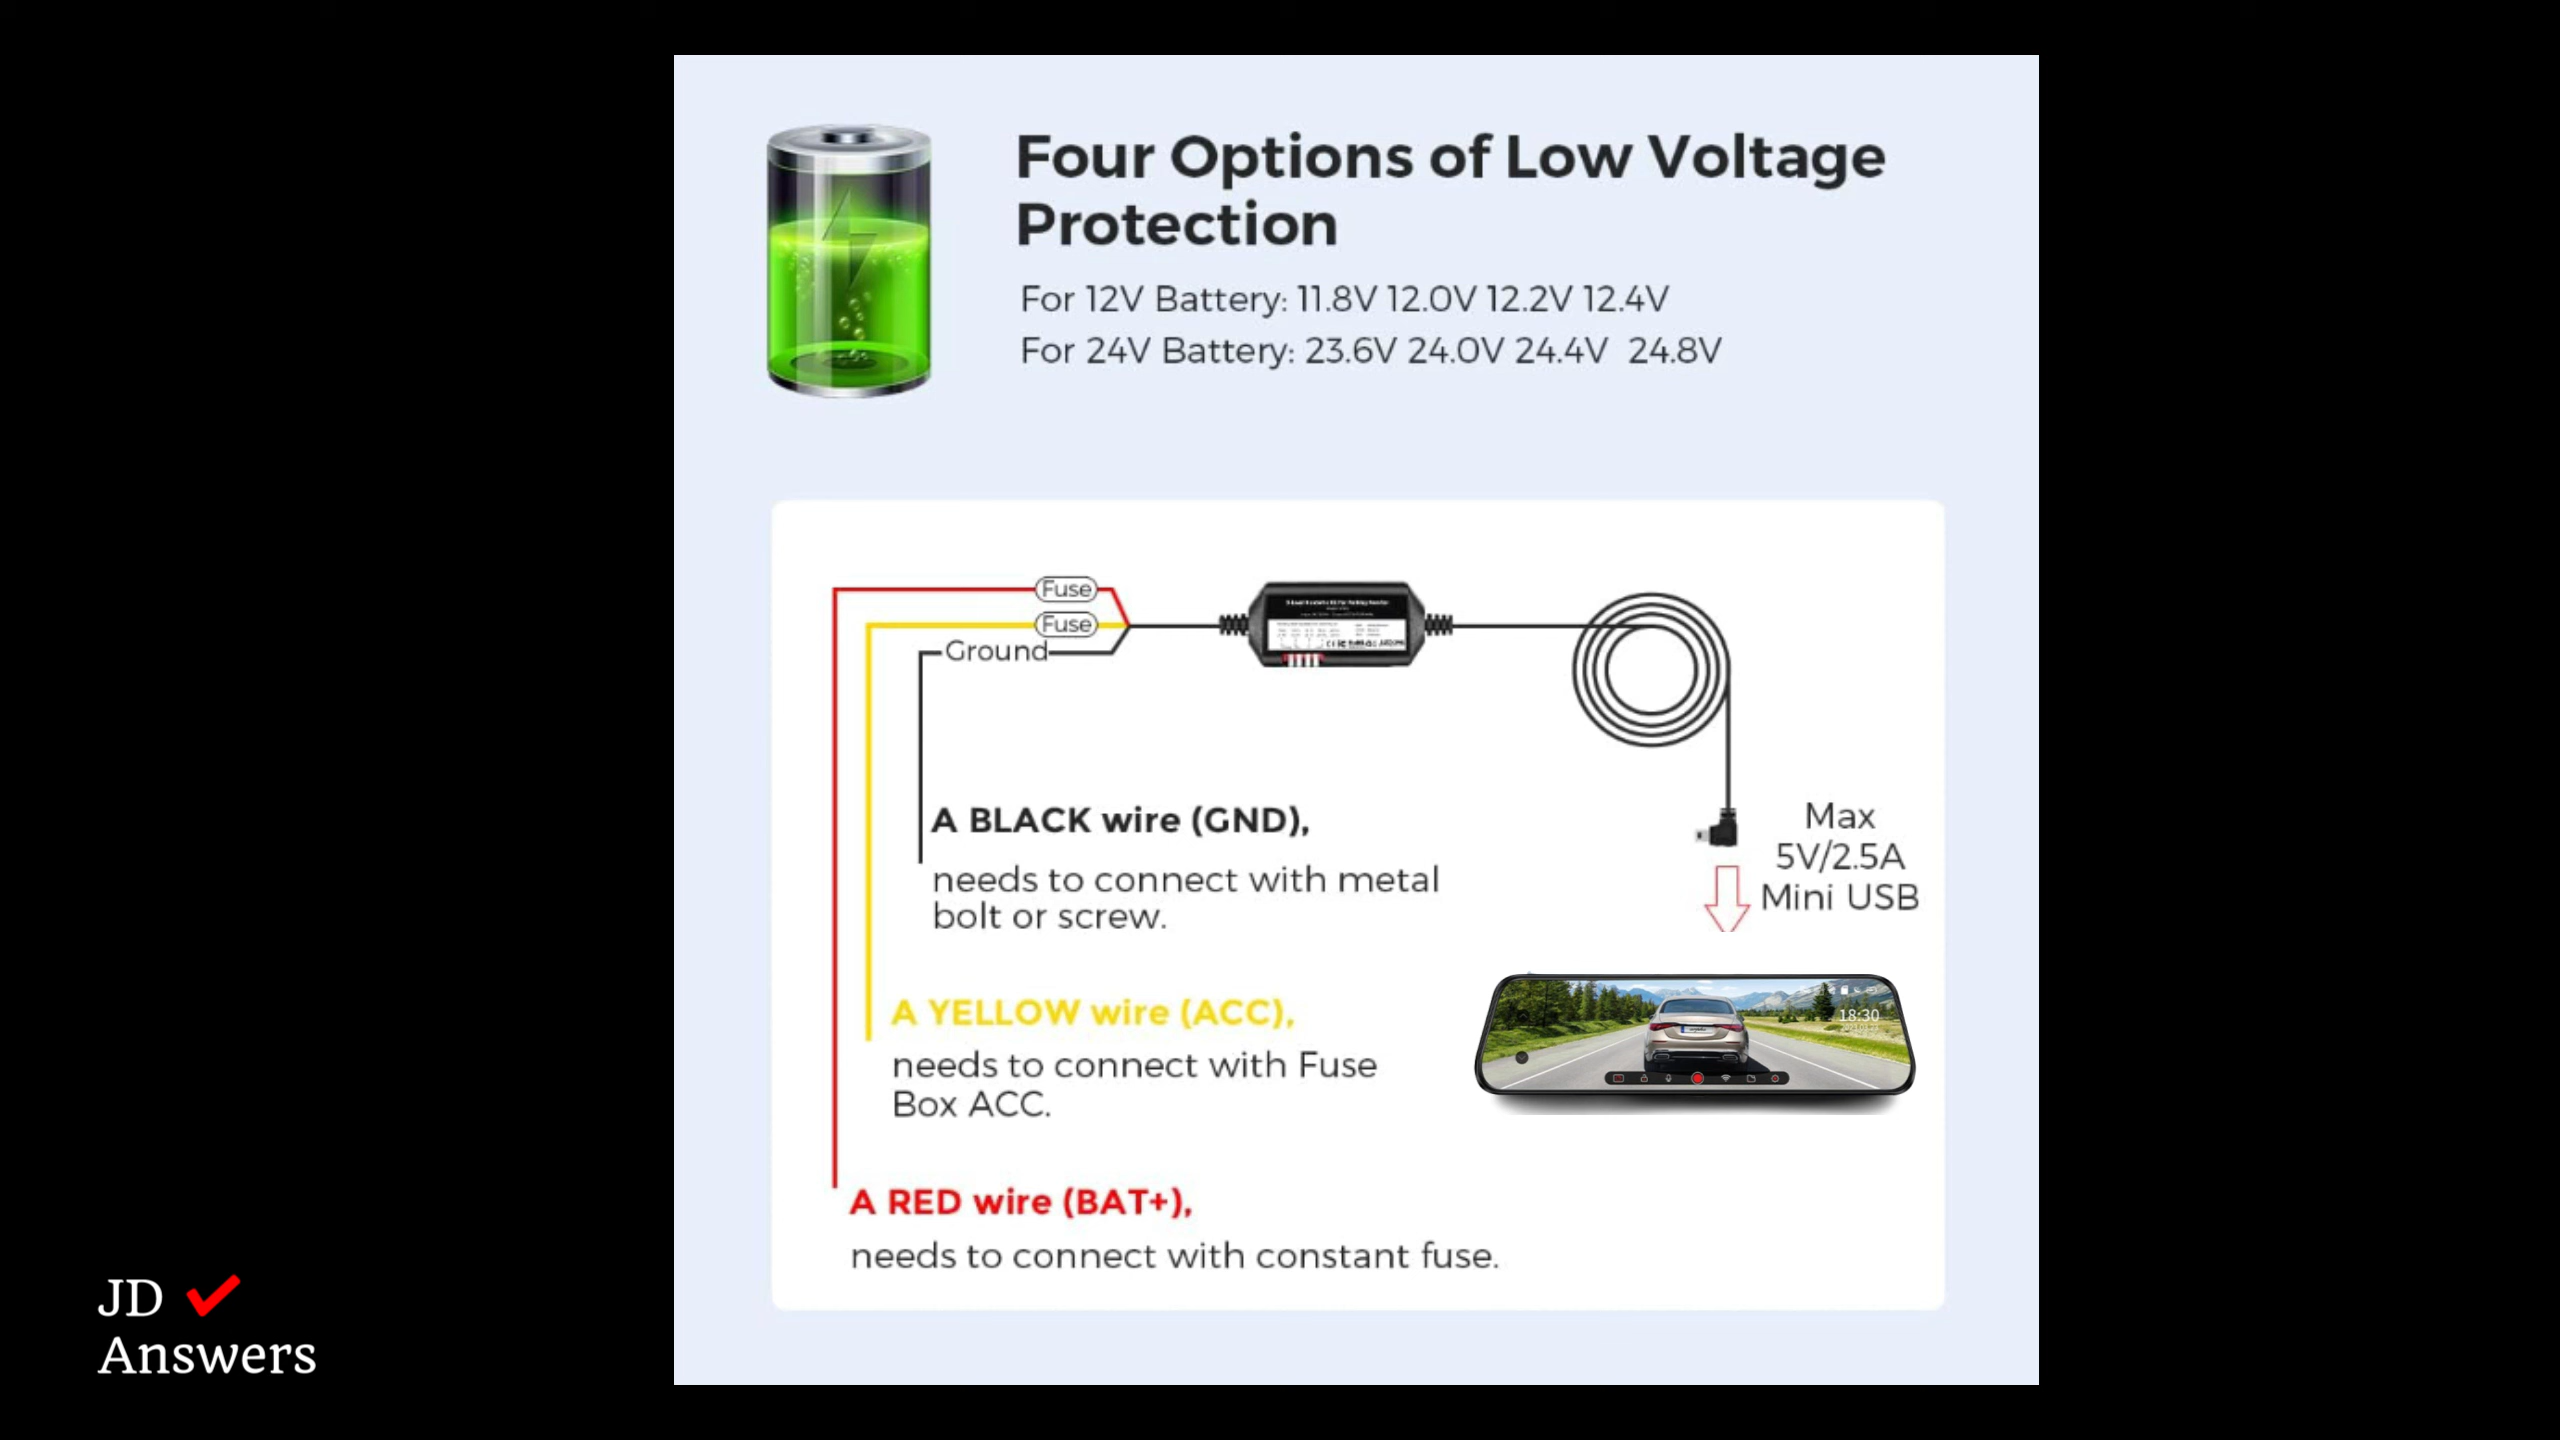 Four Options of Low Voltage
Protection
For 12V Battery: 11.8V 12.0V 12.2V 12.4V
For 24V Battery: 23.6V 24.0V 24.4V 24.8V
Fuse
Fuse
Ground
A BLACK wire (GND),
needs to connect with metal
bolt or screw.
Max
5V/2.5A
Mini USB
A YELLOW wire (ACC),
needs to connect with Fuse
Box ACC.
18:30
A RED wire (BAT+),
needs to connect with constant fuse.
JD
Answers